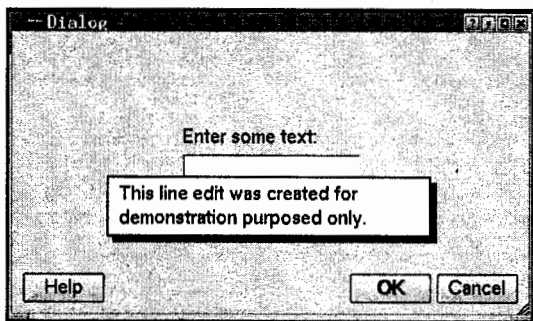 Dialog
Enter some text:
This line edit was created for
demonstration purposed only.
Help
OK
Cancel